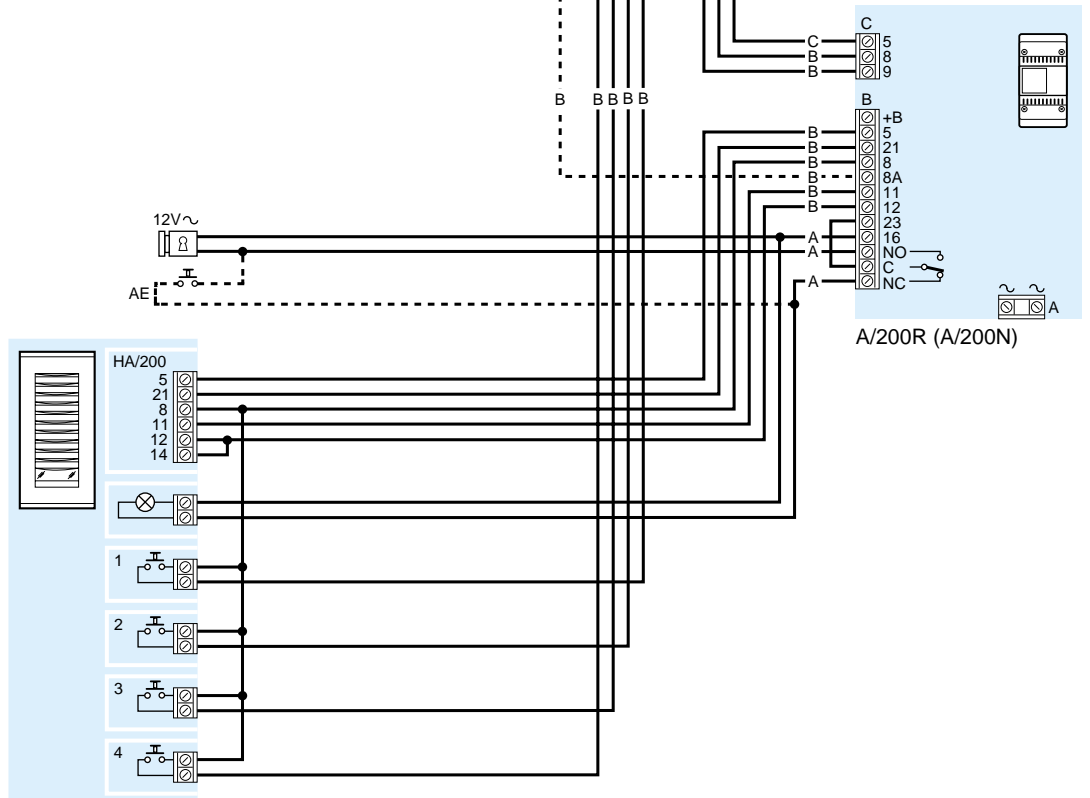 C
C 5
B 8
B 9
B B B B B
B
+B
B 5
B 21
B 8
B 8A
B 11
B 12
23
A 16
A NO
C
A NC
12V~
AE
~ ~
A
A/200R (A/200N)
HA/200
5
21
8
11
12
14
1
2
3
4